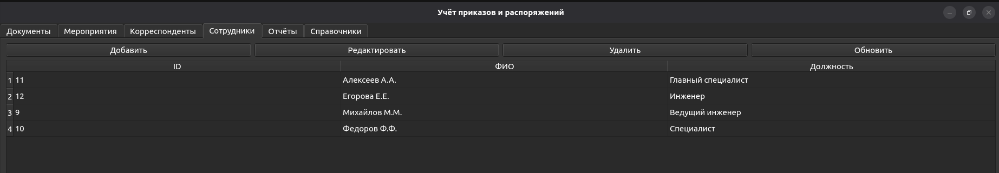 Учёт приказов и распоряжений
Документы Мероприятия Корреспонденты Сотрудники Отчёты Справочники
Добавить Редактировать Удалить Обновить
ID ФИО Должность
1 11 Алексеев А.А. Главный специалист
2 12 Егорова Е.Е. Инженер
3 9 Михайлов М.М. Ведущий инженер
4 10 Федоров Ф.Ф. Специалист